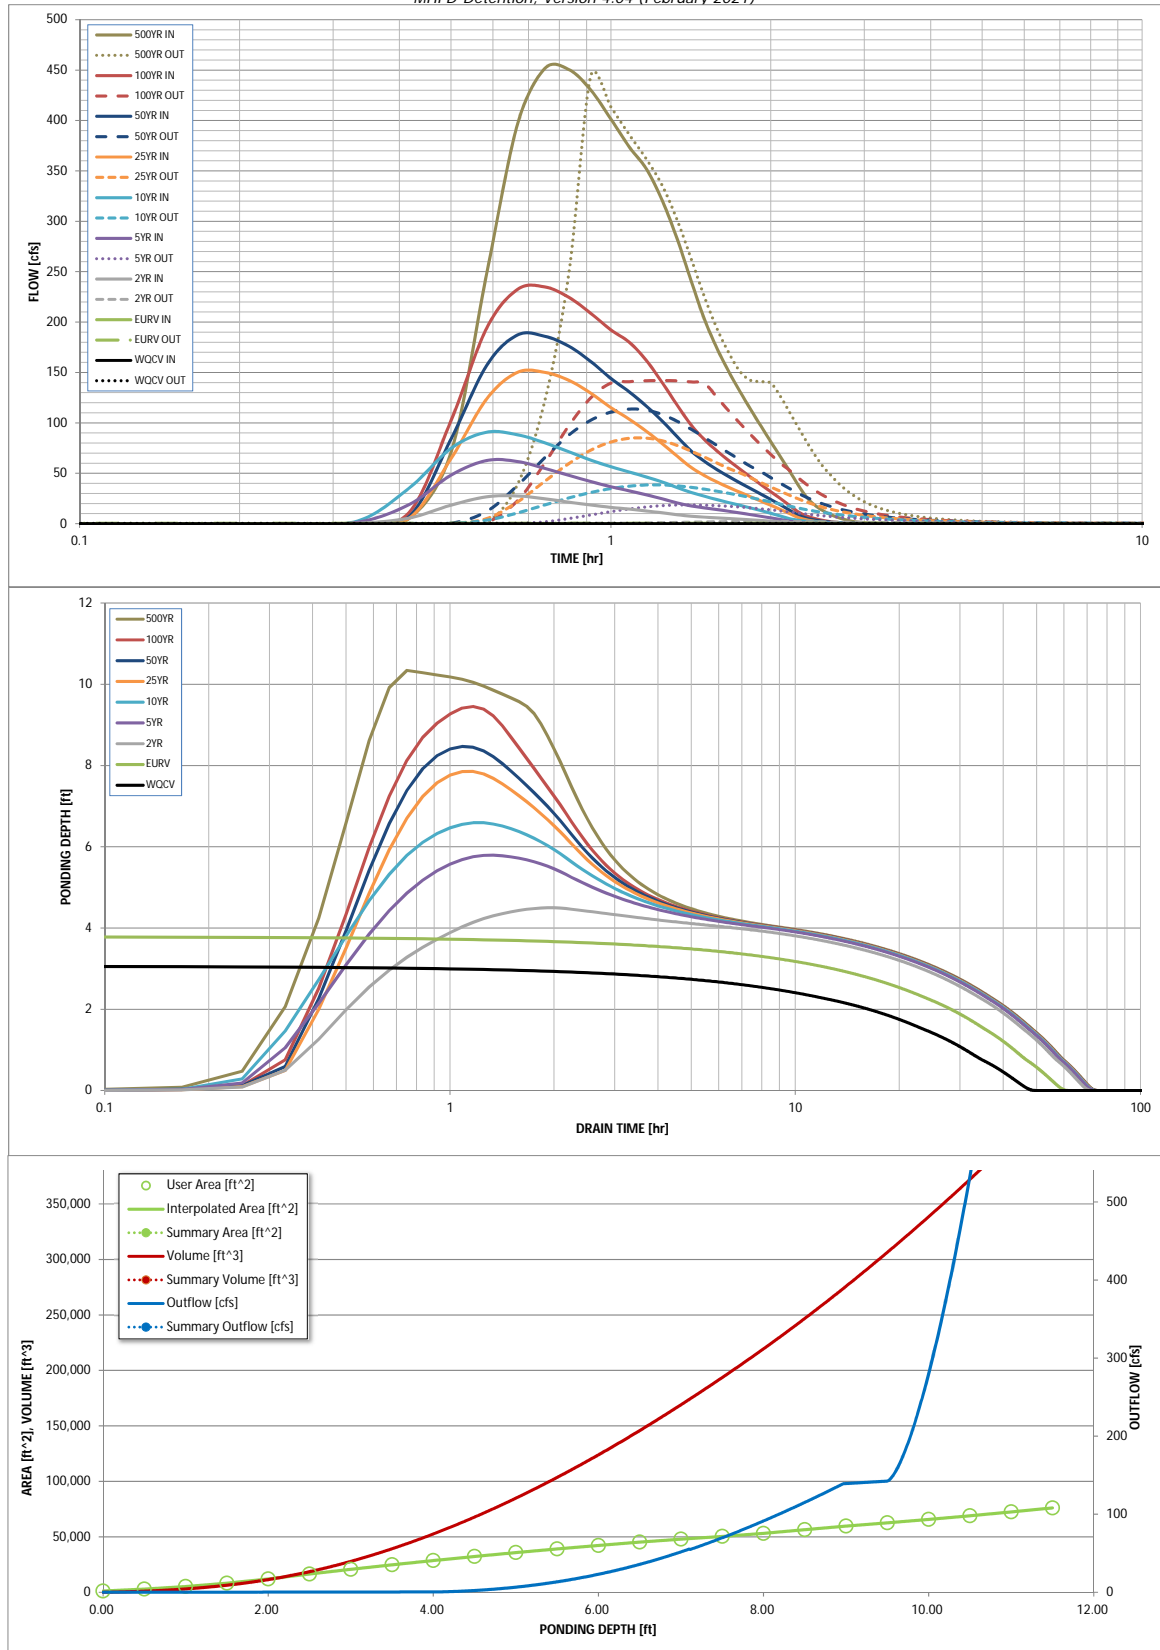 MHFD-Detention, Version 4.04 (February 2021)
500
450
400
350
300
250
200
150
100
50
0
FLOW [cfs]
500YR IN
500YR OUT
100YR IN
100YR OUT
50YR IN
50YR OUT
25YR IN
25YR OUT
10YR IN
10YR OUT
5YR IN
5YR OUT
2YR IN
2YR OUT
EURV IN
EURV OUT
WQCV IN
WQCV OUT
0.1
1
10
TIME [hr]
12
10
8
6
4
2
0
PONDING DEPTH [ft]
500YR
100YR
50YR
25YR
10YR
5YR
2YR
EURV
WQCV
0.1
1
10
100
DRAIN TIME [hr]
User Area [ft^2]
Interpolated Area [ft^2]
Summary Area [ft^2]
Volume [ft^3]
Summary Volume [ft^3]
Outflow [cfs]
Summary Outflow [cfs]
350,000
300,000
250,000
200,000
150,000
100,000
50,000
0
AREA [ft^2], VOLUME [ft^3]
500
400
300
200
100
0
OUTFLOW [cfs]
0.00
2.00
4.00
6.00
8.00
10.00
12.00
PONDING DEPTH [ft]